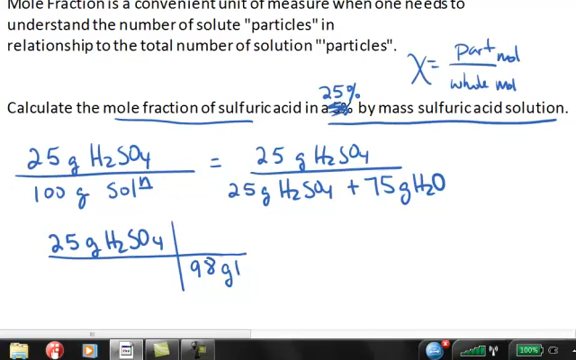 Mole Fraction is a convenient unit of measure when one needs to
understand the number of solute "particles" in
relationship to the total number of solution "'particles".
χ = part mol / whole mol
25%
Calculate the mole fraction of sulfuric acid in a 5% by mass sulfuric acid solution.
25 g H₂SO₄ / 100 g Solⁿ = 25 g H₂SO₄ / 25 g H₂SO₄ + 75 g H₂O
25 g H₂SO₄
98 g
100%